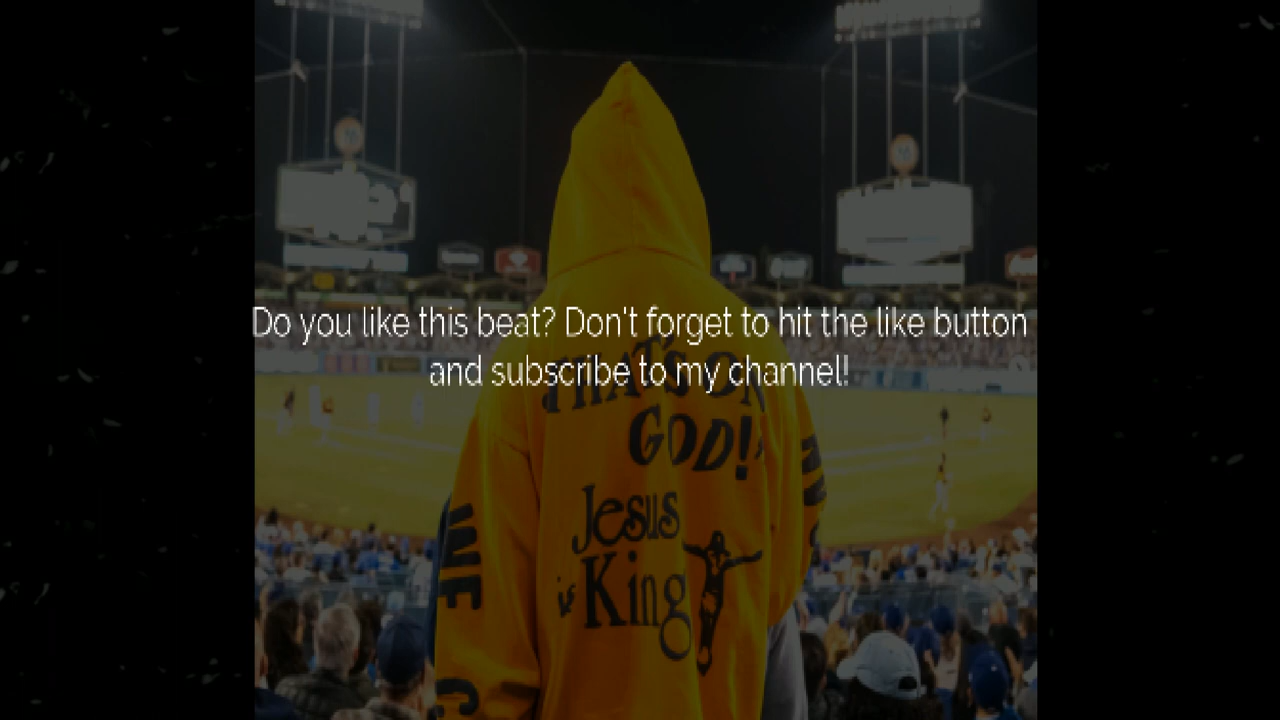 Do you like this beat? Don't forget to hit the like button
and subscribe to my channel!
THAT'S ON
GOD!
Jesus
is King
WE